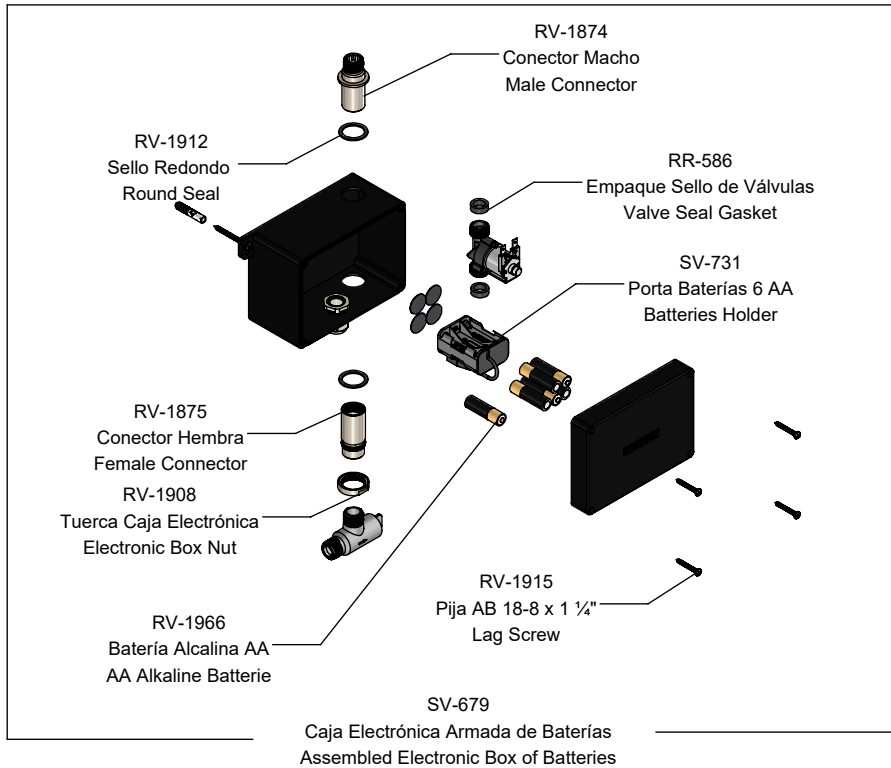 RV-1874
Conector Macho
Male Connector
RV-1912
Sello Redondo
Round Seal
RR-586
Empaque Sello de Válvulas
Valve Seal Gasket
SV-731
Porta Baterías 6 AA
Batteries Holder
RV-1875
Conector Hembra
Female Connector
RV-1908
Tuerca Caja Electrónica
Electronic Box Nut
RV-1915
Pija AB 18-8 x 1 ¼"
Lag Screw
RV-1966
Batería Alcalina AA
AA Alkaline Batterie
SV-679
Caja Electrónica Armada de Baterías
Assembled Electronic Box of Batteries